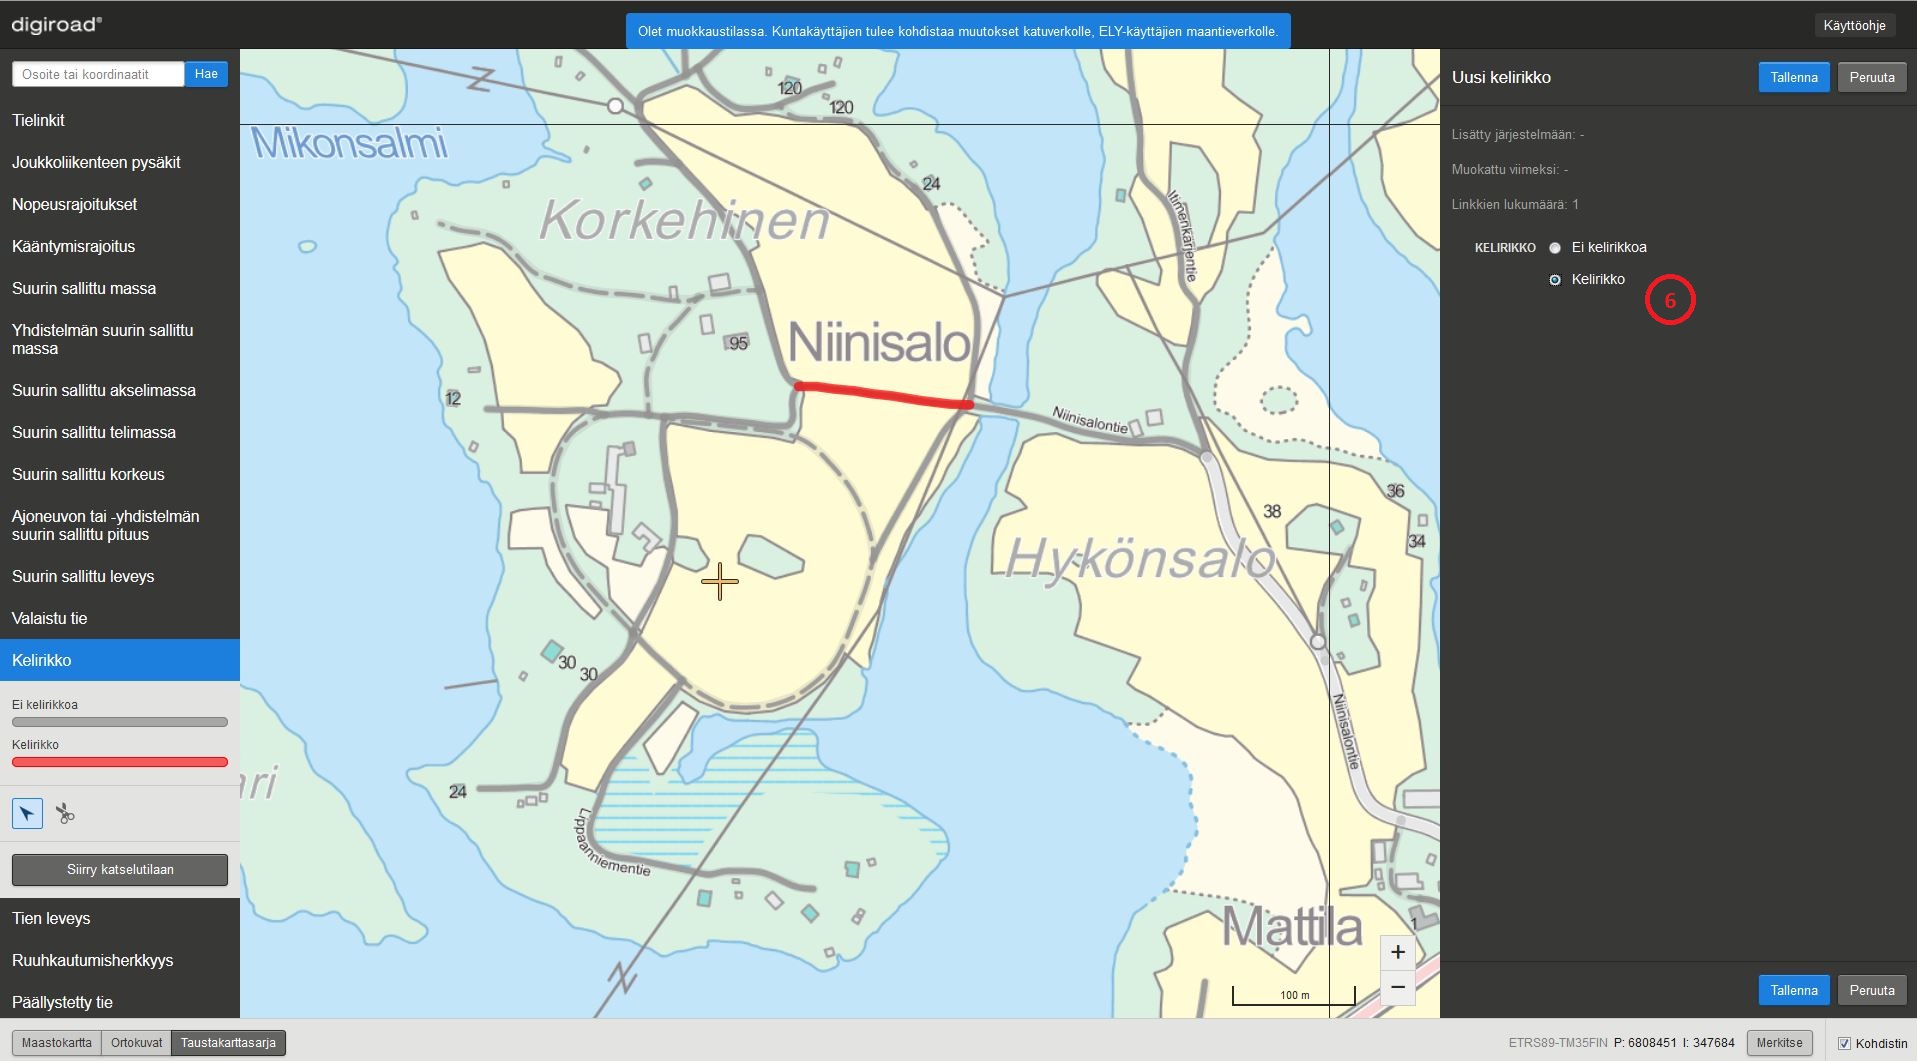 digiroad®
Olet muokkaustilassa. Kuntakäyttäjien tulee kohdistaa muutokset katuverkolle, ELY-käyttäjien maantieverkolle.
Käyttöohje
Osoite tai koordinaatit
Hae
Tielinkit
Joukkoliikenteen pysäkit
Nopeusrajoitukset
Kääntymisrajoitus
Suurin sallittu massa
Yhdistelmän suurin sallittu
massa
Suurin sallittu akselimassa
Suurin sallittu telimassa
Suurin sallittu korkeus
Ajoneuvon tai -yhdistelmän
suurin sallittu pituus
Suurin sallittu leveys
Valaistu tie
Kelirikko
Ei kelirikkoa
Kelirikko
Siirry katselutilaan
Tien leveys
Ruuhkautumisherkkyys
Päällystetty tie
120
120
Mikonsalmi
24
Korkehinen
Itimenkarjentie
Niinisalo
95
12
Niinisalontie
36
38
34
Hykönsalo
30
30
Niinisalontie
ari
24
Lippaanniementie
Mattila
1
+
−
100 m
Uusi kelirikko
Tallenna
Peruuta
Lisätty järjestelmään: -
Muokattu viimeksi: -
Linkkien lukumäärä: 1
KELIRIKKO
Ei kelirikkoa
Kelirikko
6
Tallenna
Peruuta
Maastokartta
Ortokuvat
Taustakarttasarja
ETRS89-TM35FIN P: 6808451 I: 347684
Merkitse
Kohdistin